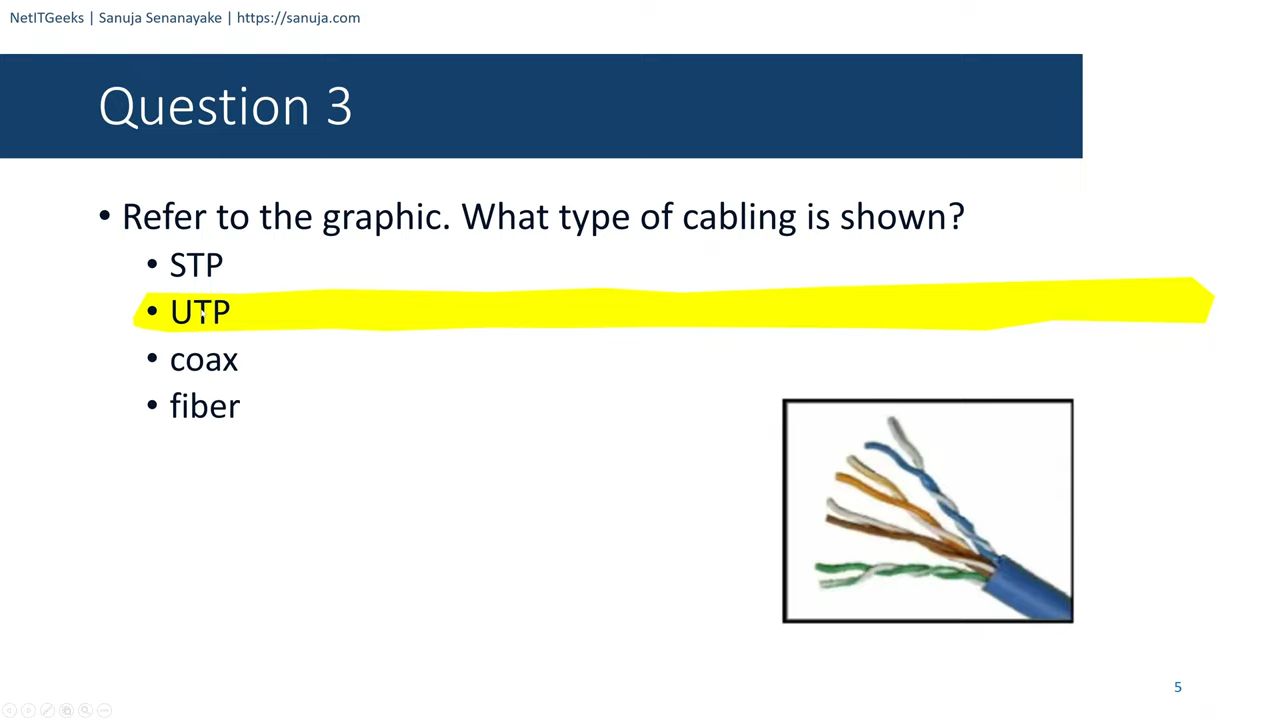 NetITGeeks | Sanuja Senanayake | https://sanuja.com
Question 3
• Refer to the graphic. What type of cabling is shown?
• STP
• UTP
• coax
• fiber
5